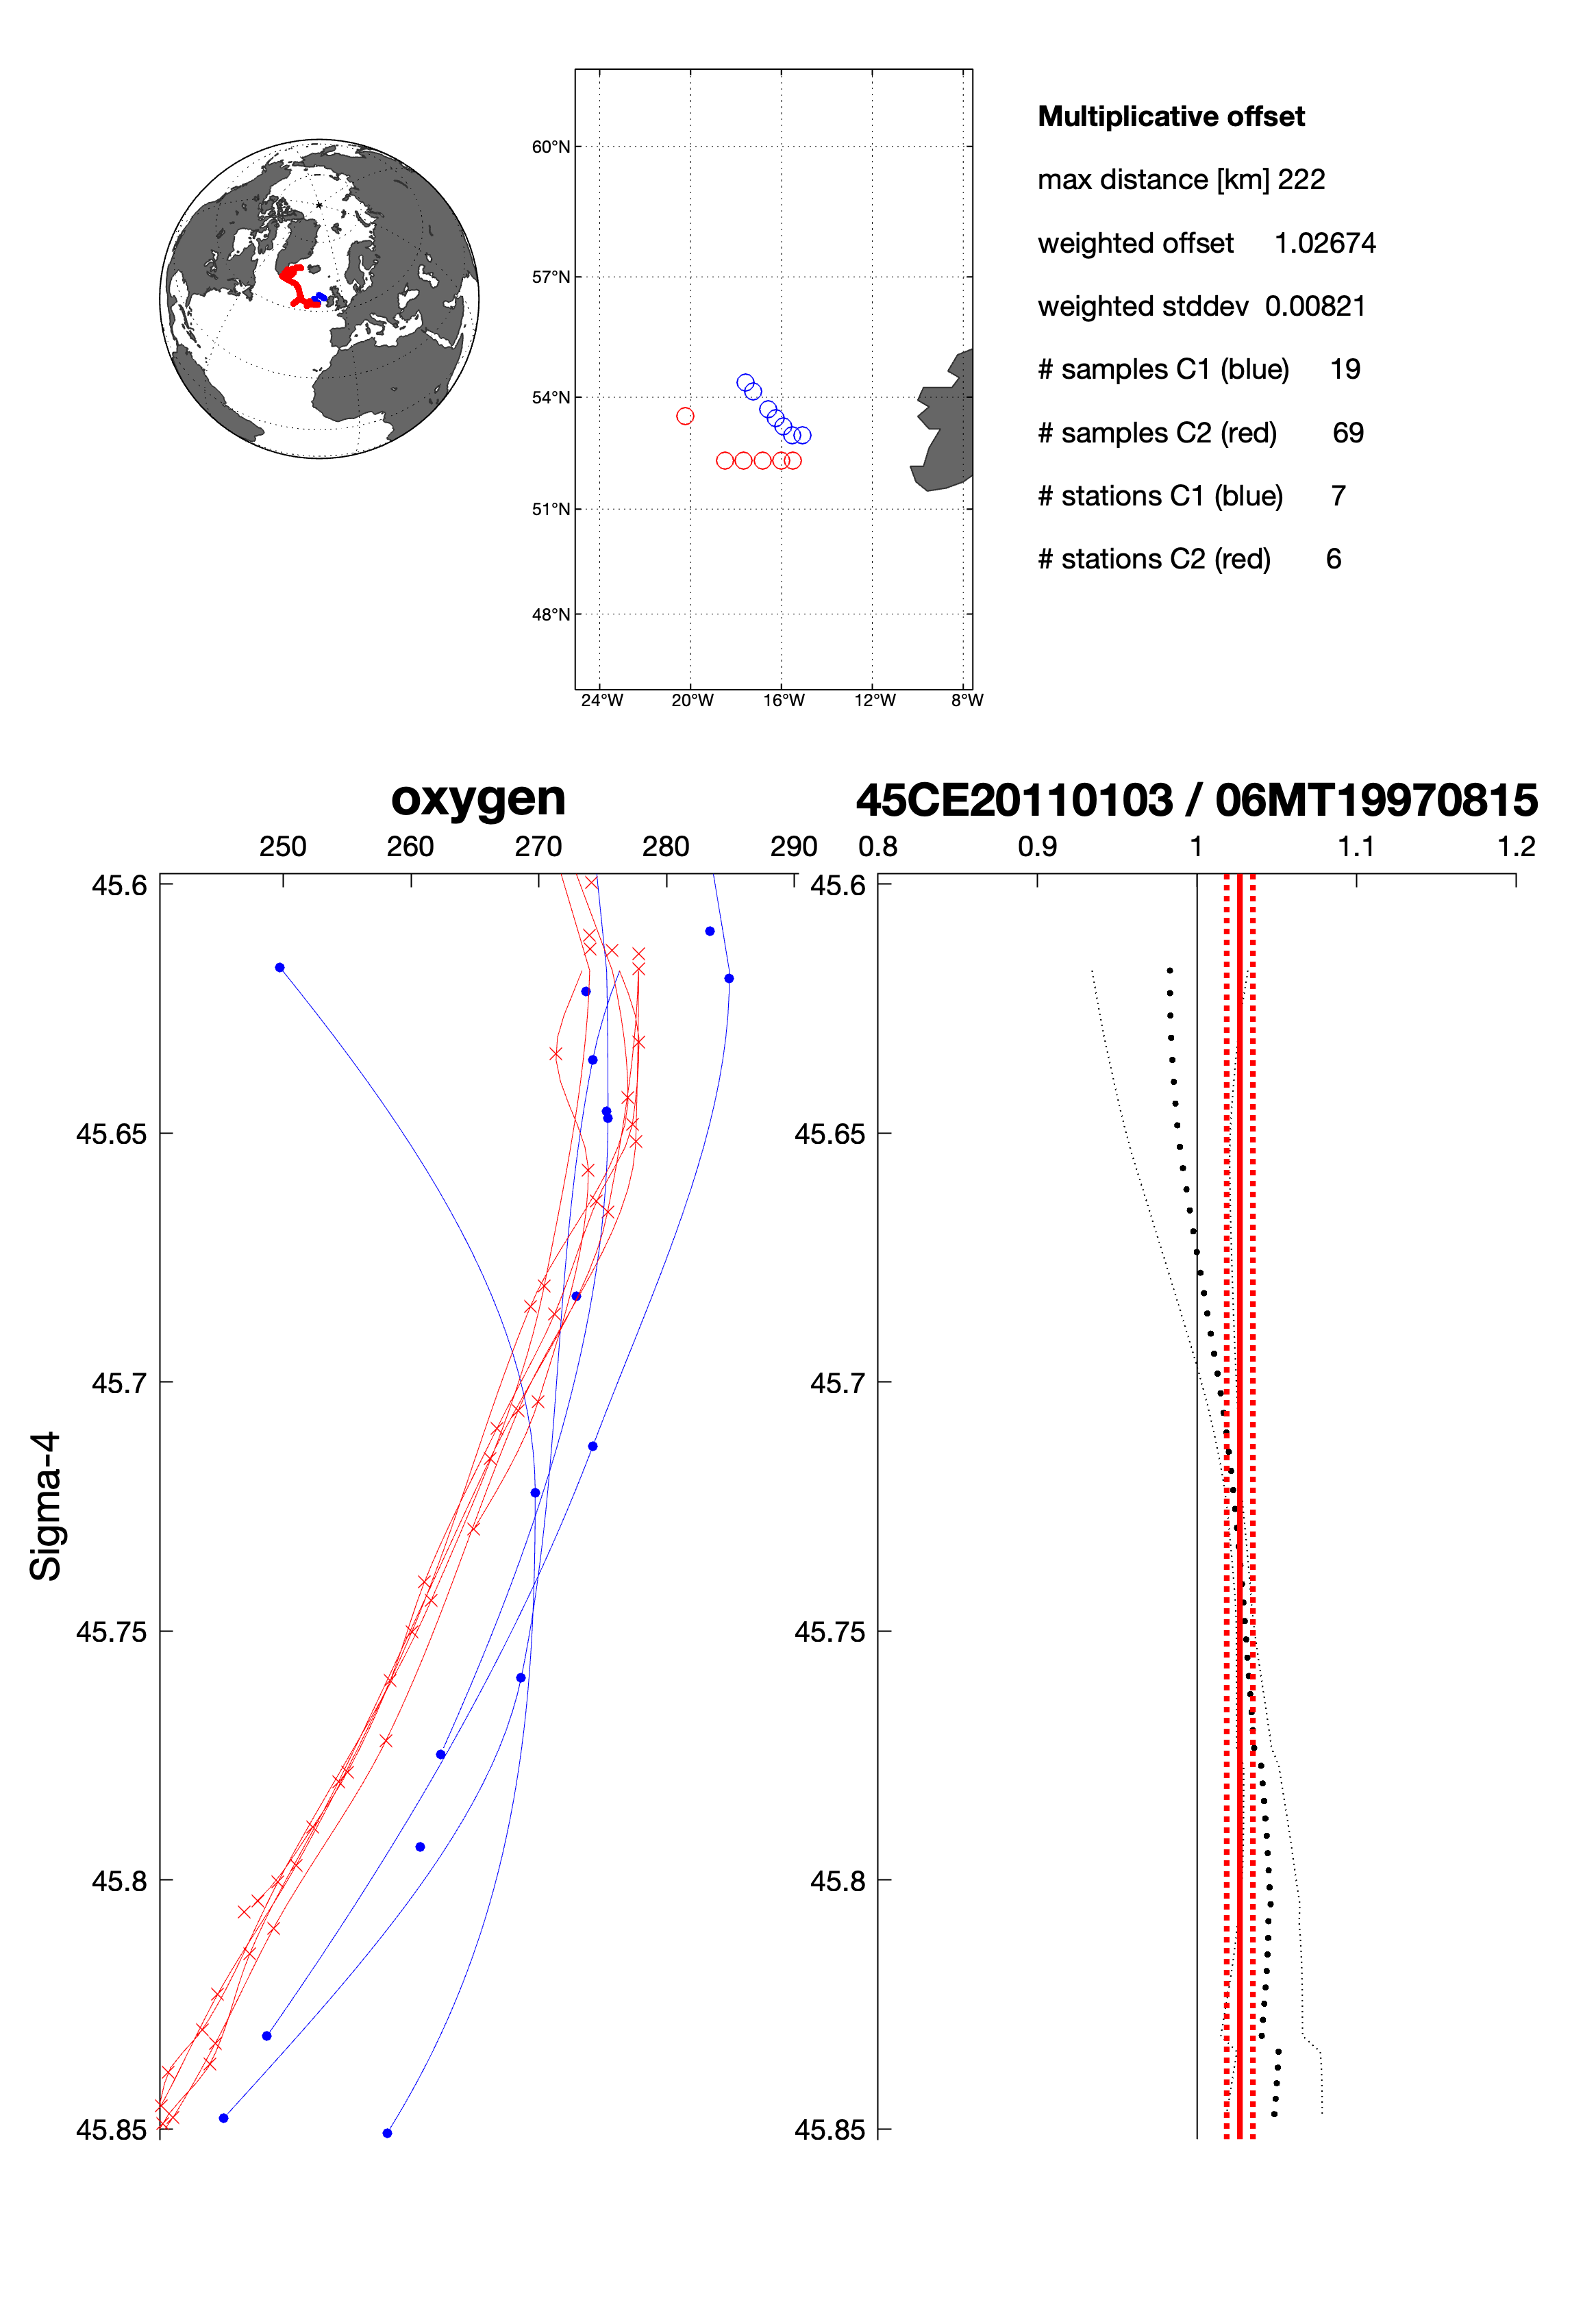 Multiplicative offset
max distance [km] 222
weighted offset 1.02674
weighted stddev 0.00821
# samples C1 (blue) 19
# samples C2 (red) 69
# stations C1 (blue) 7
# stations C2 (red) 6
60°N
57°N
54°N
51°N
48°N
24°W 20°W 16°W 12°W 8°W
oxygen
250 260 270 280 290
45.6
45.65
45.7
45.75
45.8
45.85
Sigma-4
45CE20110103 / 06MT19970815
0.8 0.9 1 1.1 1.2
45.6
45.65
45.7
45.75
45.8
45.85